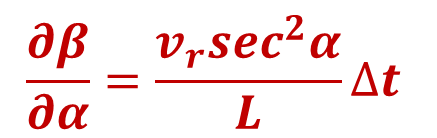 ∂β/∂α = (v_r sec²α / L) Δt